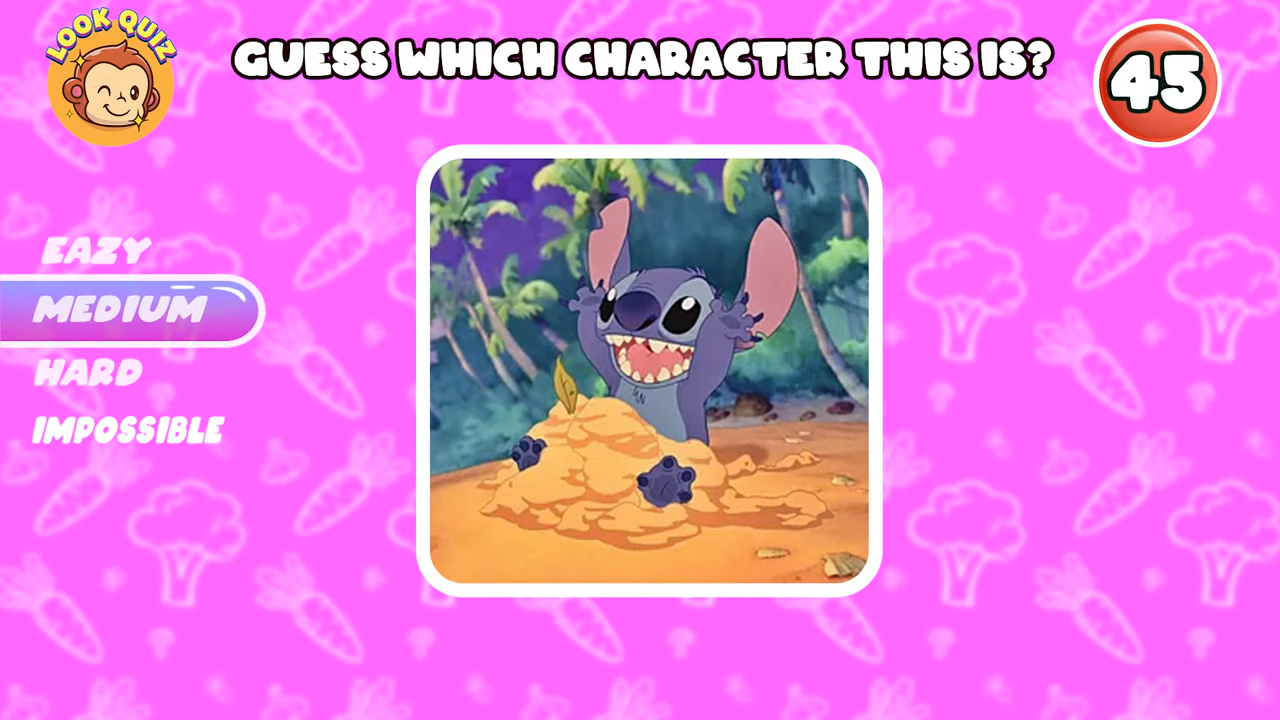 LOOK QUIZ
GUESS WHICH CHARACTER THIS IS?
45
EAZY
MEDIUM
HARD
IMPOSSIBLE